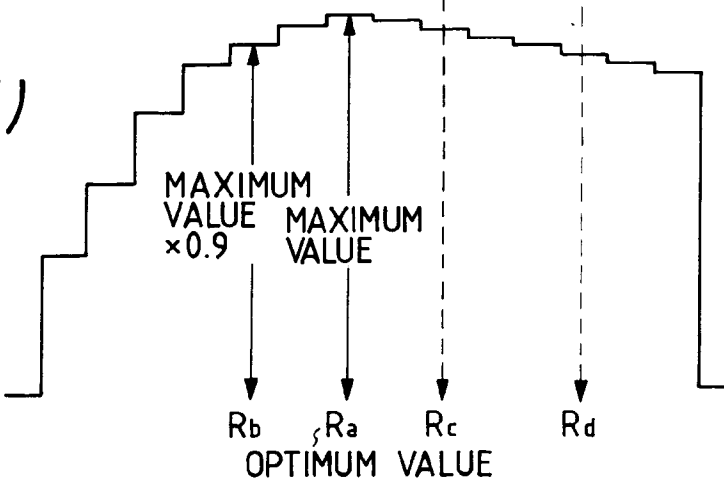 )
MAXIMUM
VALUE
×0.9
MAXIMUM
VALUE
Rb
Ra
Rc
Rd
OPTIMUM VALUE